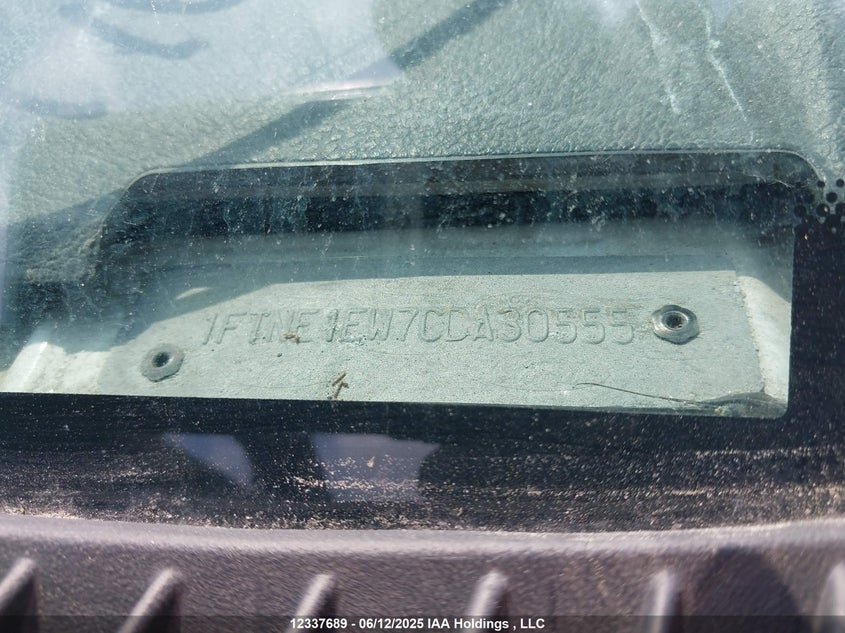 1FTNE1EW7CDA30555
12337689 - 06/12/2025 IAA Holdings , LLC